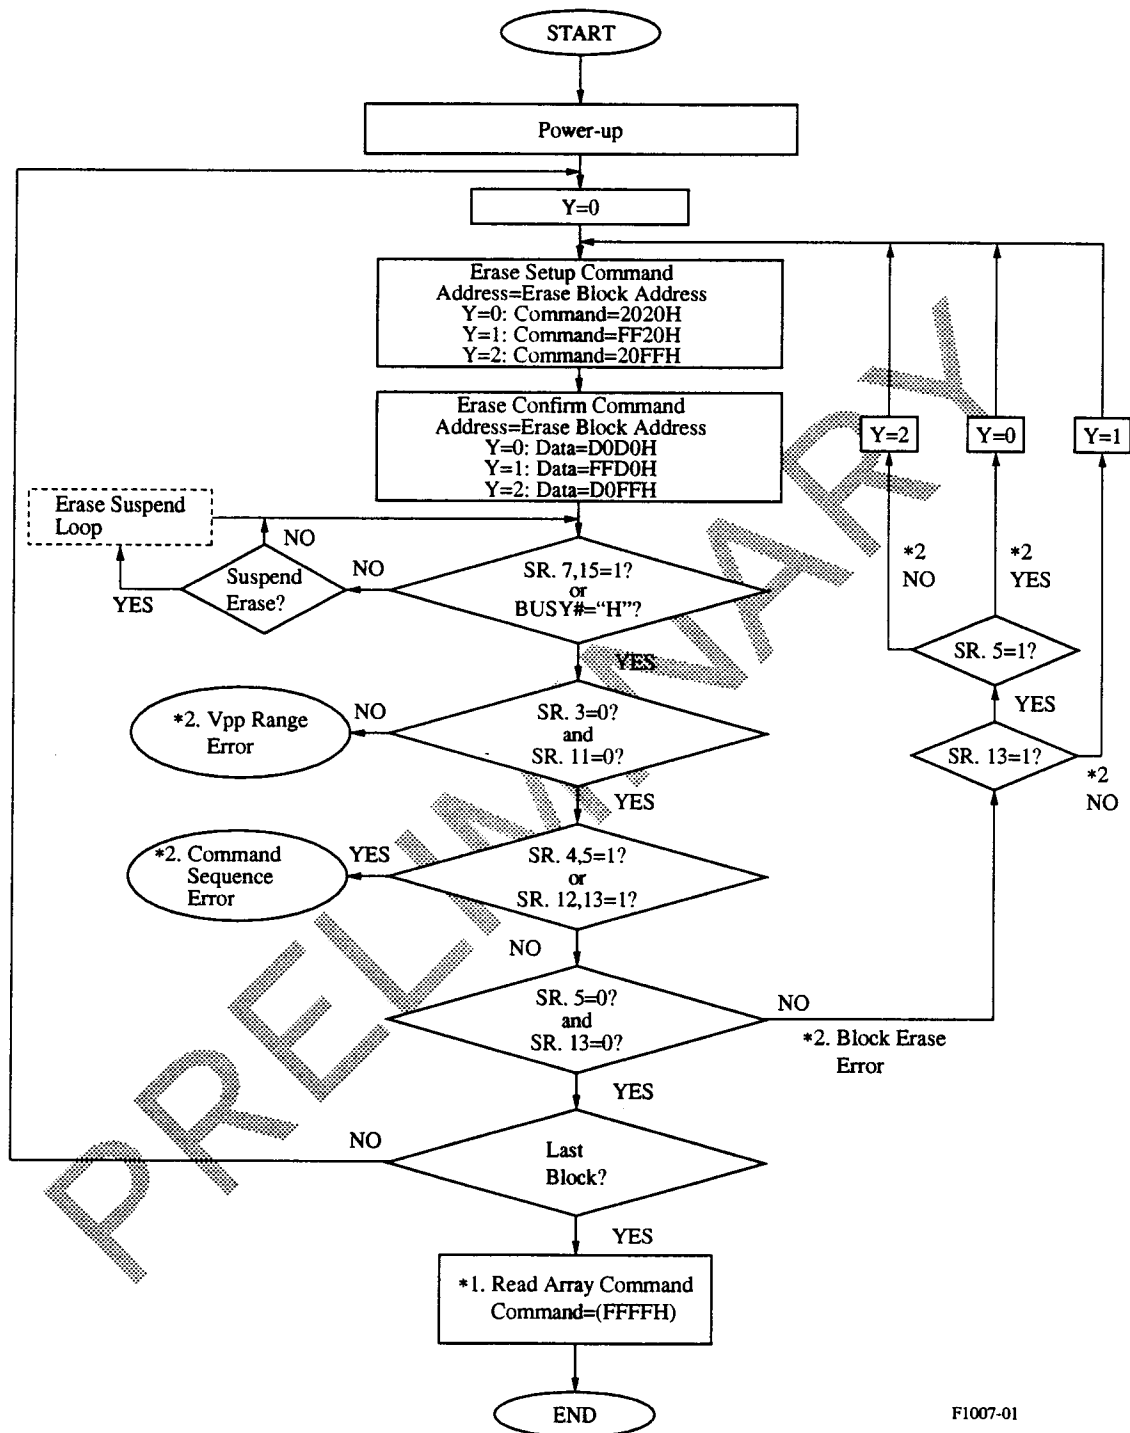 START
Power-up
Y=0
Erase Setup Command
Address=Erase Block Address
Y=0: Command=2020H
Y=1: Command=FF20H
Y=2: Command=20FFH
Erase Confirm Command
Address=Erase Block Address
Y=0: Data=D0D0H
Y=1: Data=FFD0H
Y=2: Data=D0FFH
Y=2
Y=0
Y=1
Erase Suspend
Loop
NO
YES
Suspend
Erase?
NO
SR. 7,15=1?
or
BUSY#="H"?
YES
*2
NO
*2
YES
SR. 5=1?
YES
SR. 13=1?
*2
NO
*2. Vpp Range
Error
NO
SR. 3=0?
and
SR. 11=0?
YES
*2. Command
Sequence
Error
YES
SR. 4,5=1?
or
SR. 12,13=1?
NO
SR. 5=0?
and
SR. 13=0?
NO
*2. Block Erase
Error
YES
NO
Last
Block?
YES
*1. Read Array Command
Command=(FFFFH)
END
F1007-01
PRELIMINARY